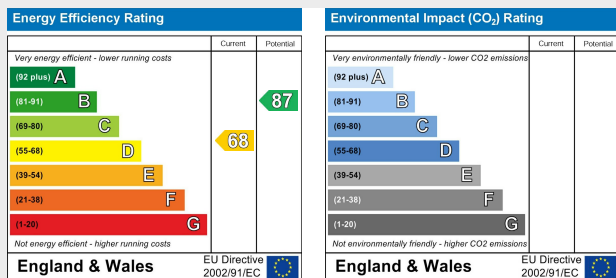 Energy Efficiency Rating
Current Potential
Very energy efficient - lower running costs
(92 plus) A
(81-91) B
87
(69-80) C
68
(55-68) D
(39-54) E
(21-38) F
(1-20) G
Not energy efficient - higher running costs
England & Wales
EU Directive
2002/91/EC
Environmental Impact (CO₂) Rating
Current Potential
Very environmentally friendly - lower CO2 emissions
(92 plus) A
(81-91) B
(69-80) C
(55-68) D
(39-54) E
(21-38) F
(1-20) G
Not environmentally friendly - higher CO2 emissions
England & Wales
EU Directive
2002/91/EC